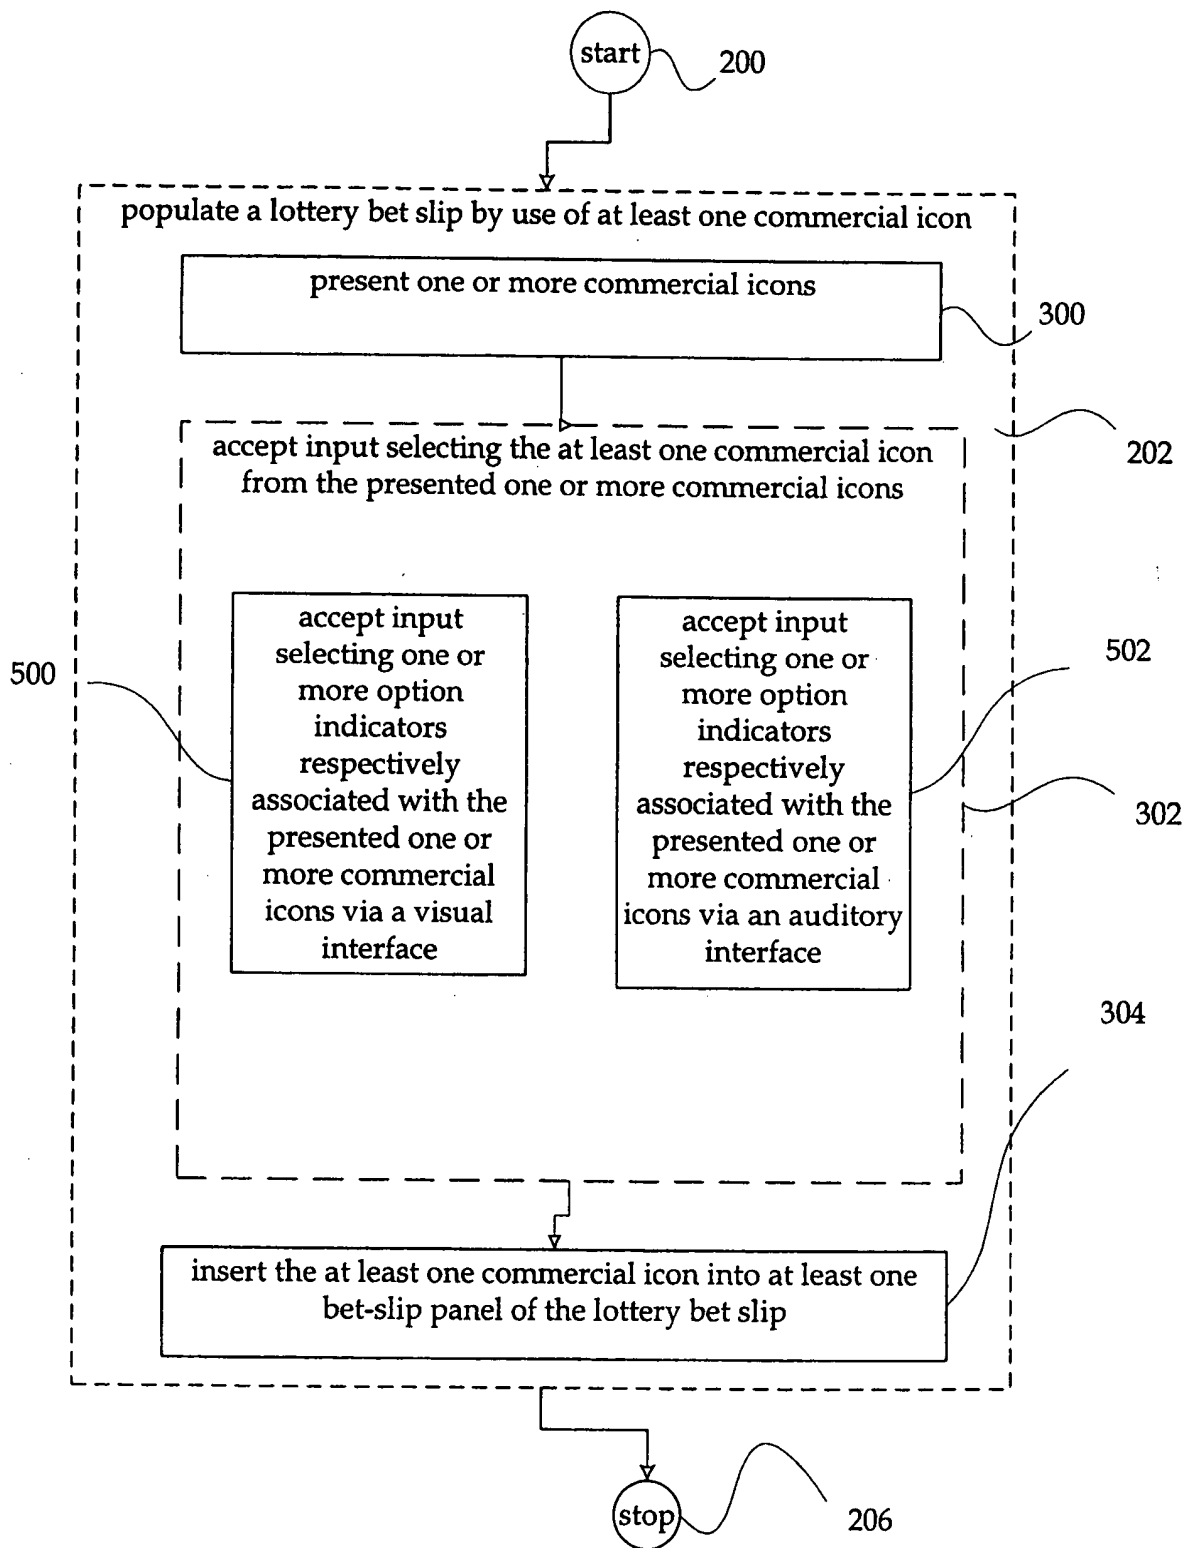 start
200
populate a lottery bet slip by use of at least one commercial icon
present one or more commercial icons
300
accept input selecting the at least one commercial icon
from the presented one or more commercial icons
202
accept input
selecting one or
more option
indicators
respectively
associated with the
presented one or
more commercial
icons via a visual
interface
500
accept input
selecting one or
more option
indicators
respectively
associated with the
presented one or
more commercial
icons via an auditory
interface
502
302
304
insert the at least one commercial icon into at least one
bet-slip panel of the lottery bet slip
stop
206